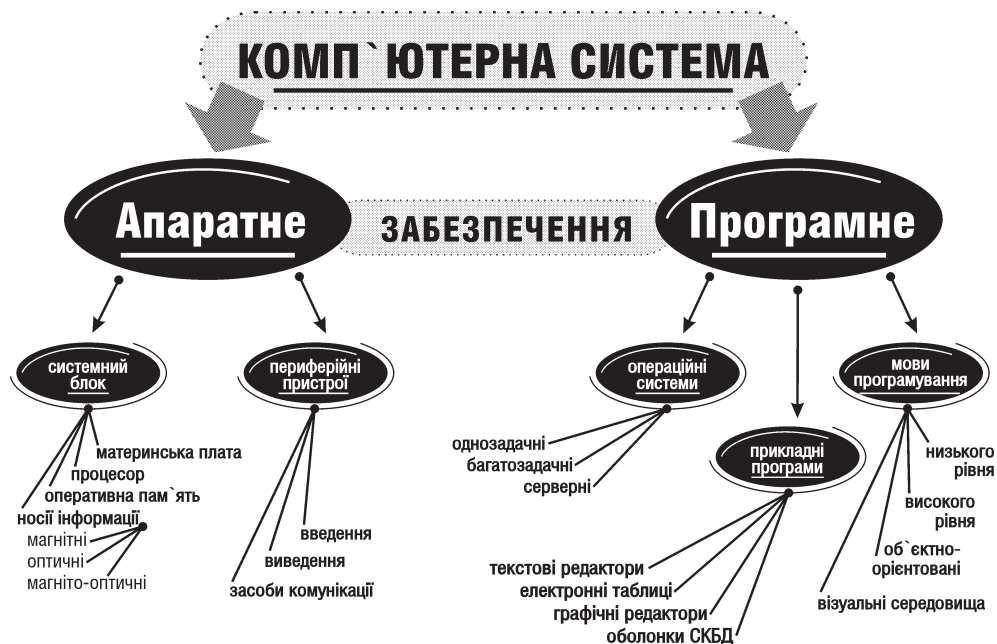 КОМП`ЮТЕРНА СИСТЕМА
Апаратне
ЗАБЕЗПЕЧЕННЯ
Програмне
системний
блок
материнська плата
процесор
оперативна пам`ять
носії інформації
магнітні
оптичні
магніто-оптичні
периферійні
пристрої
введення
виведення
засоби комунікації
операційні
системи
однозадачні
багатозадачні
серверні
прикладні
програми
текстові редактори
електронні таблиці
графічні редактори
оболонки СКБД
мови
програмування
низького
рівня
високого
рівня
об`єктно-
орієнтовані
візуальні середовища